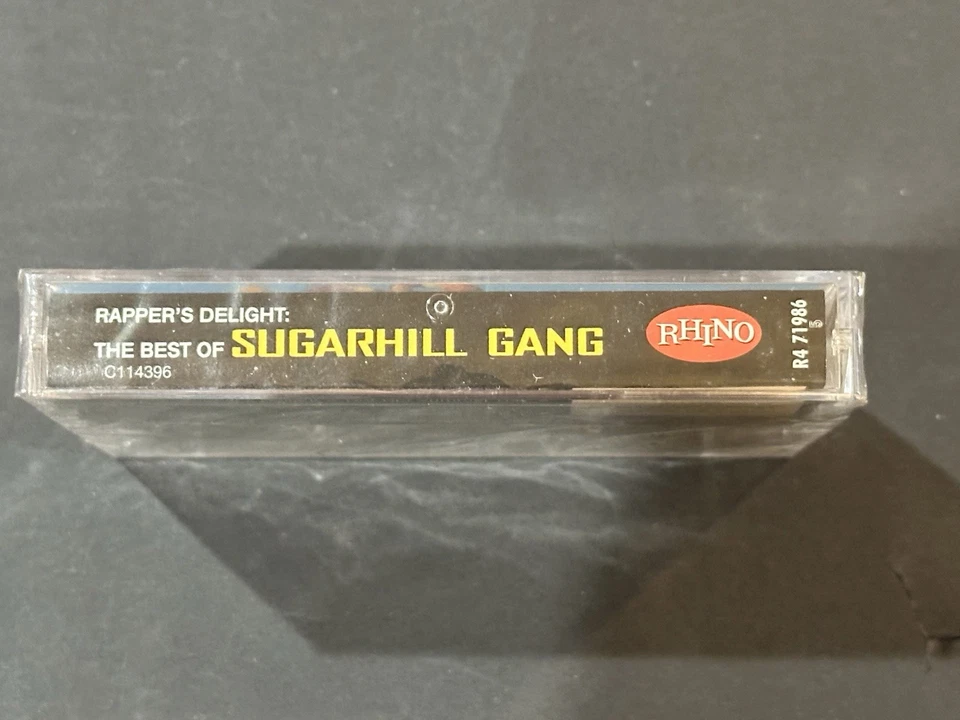 RAPPER'S DELIGHT:
THE BEST OF SUGARHILL GANG
C114396
RHINO
R4 71986